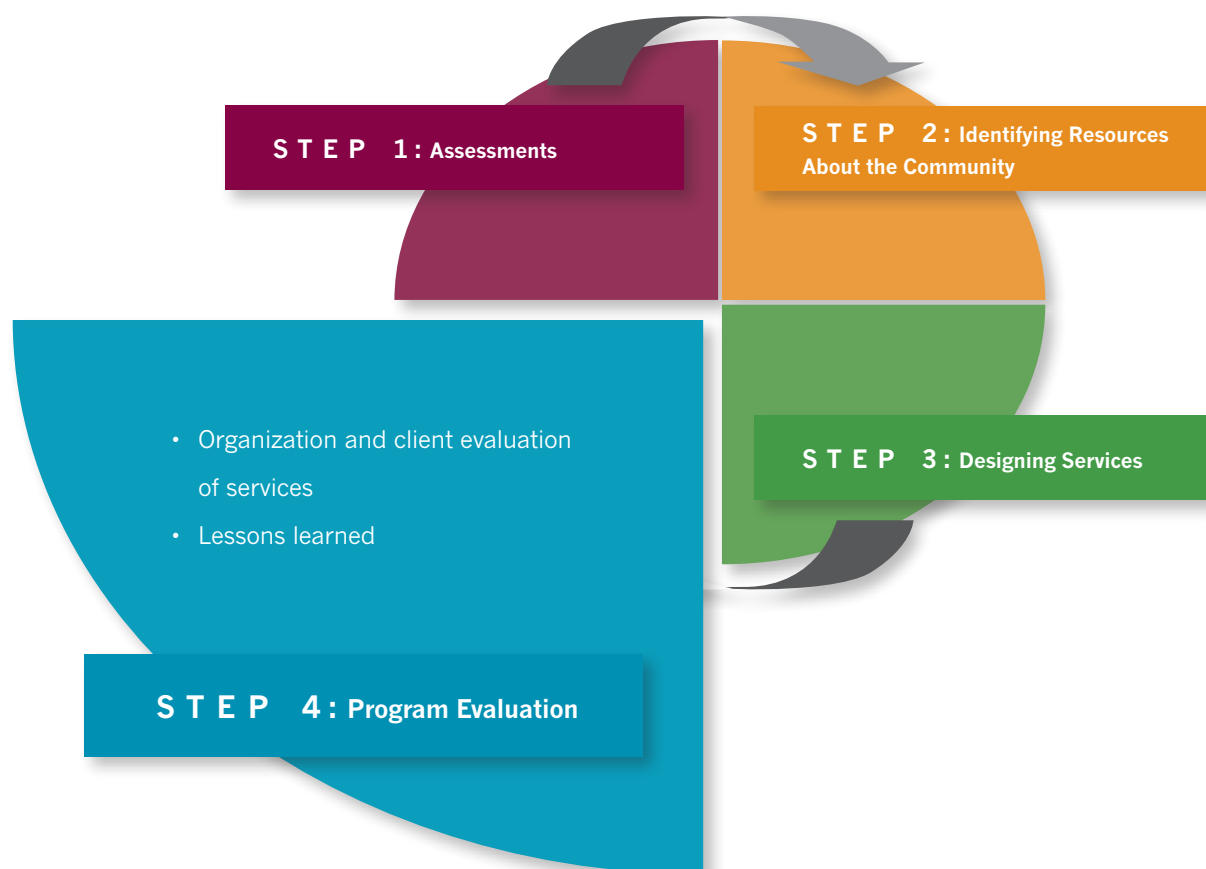 STEP 1: Assessments
STEP 2: Identifying Resources
About the Community
STEP 3: Designing Services
• Organization and client evaluation
of services
• Lessons learned
STEP 4: Program Evaluation